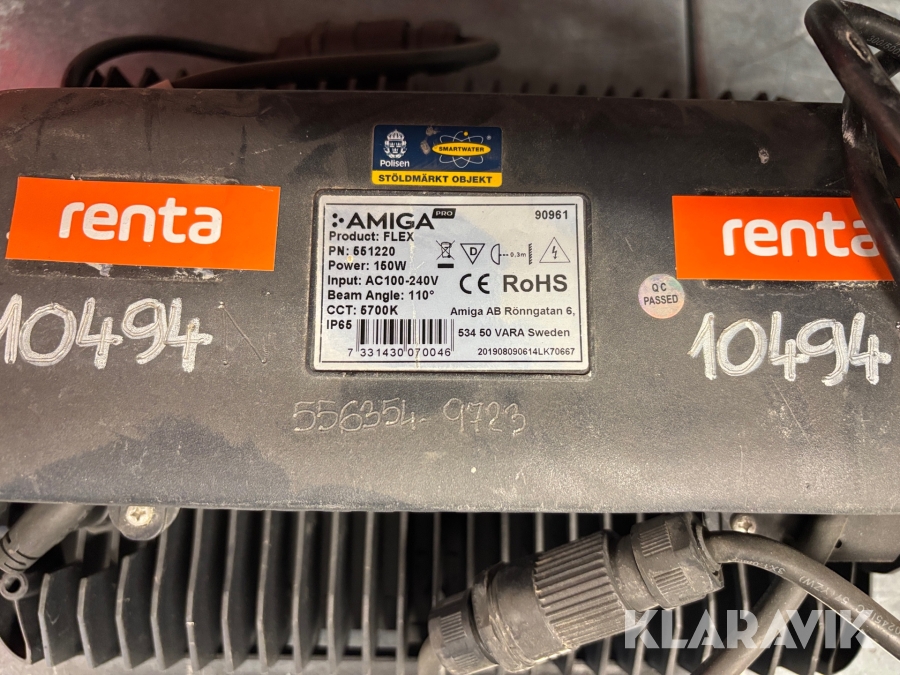 KLARAVIK
Polisen
SMARTWATER
STÖLDMÄRKT OBJEKT
renta
renta
AMIGA PRO
90961
Product: FLEX
PN: 651220
Power: 150W
Input: AC100-240V
Beam Angle: 110°
CCT: 5700K
IP65
D
0.3m
CE RoHS
Amiga AB Rönngatan 6,
534 50 VARA Sweden
7 331430 070046
201908090614LK70667
QC
PASSED
10494
10494
556354-9723
KLARAVIK